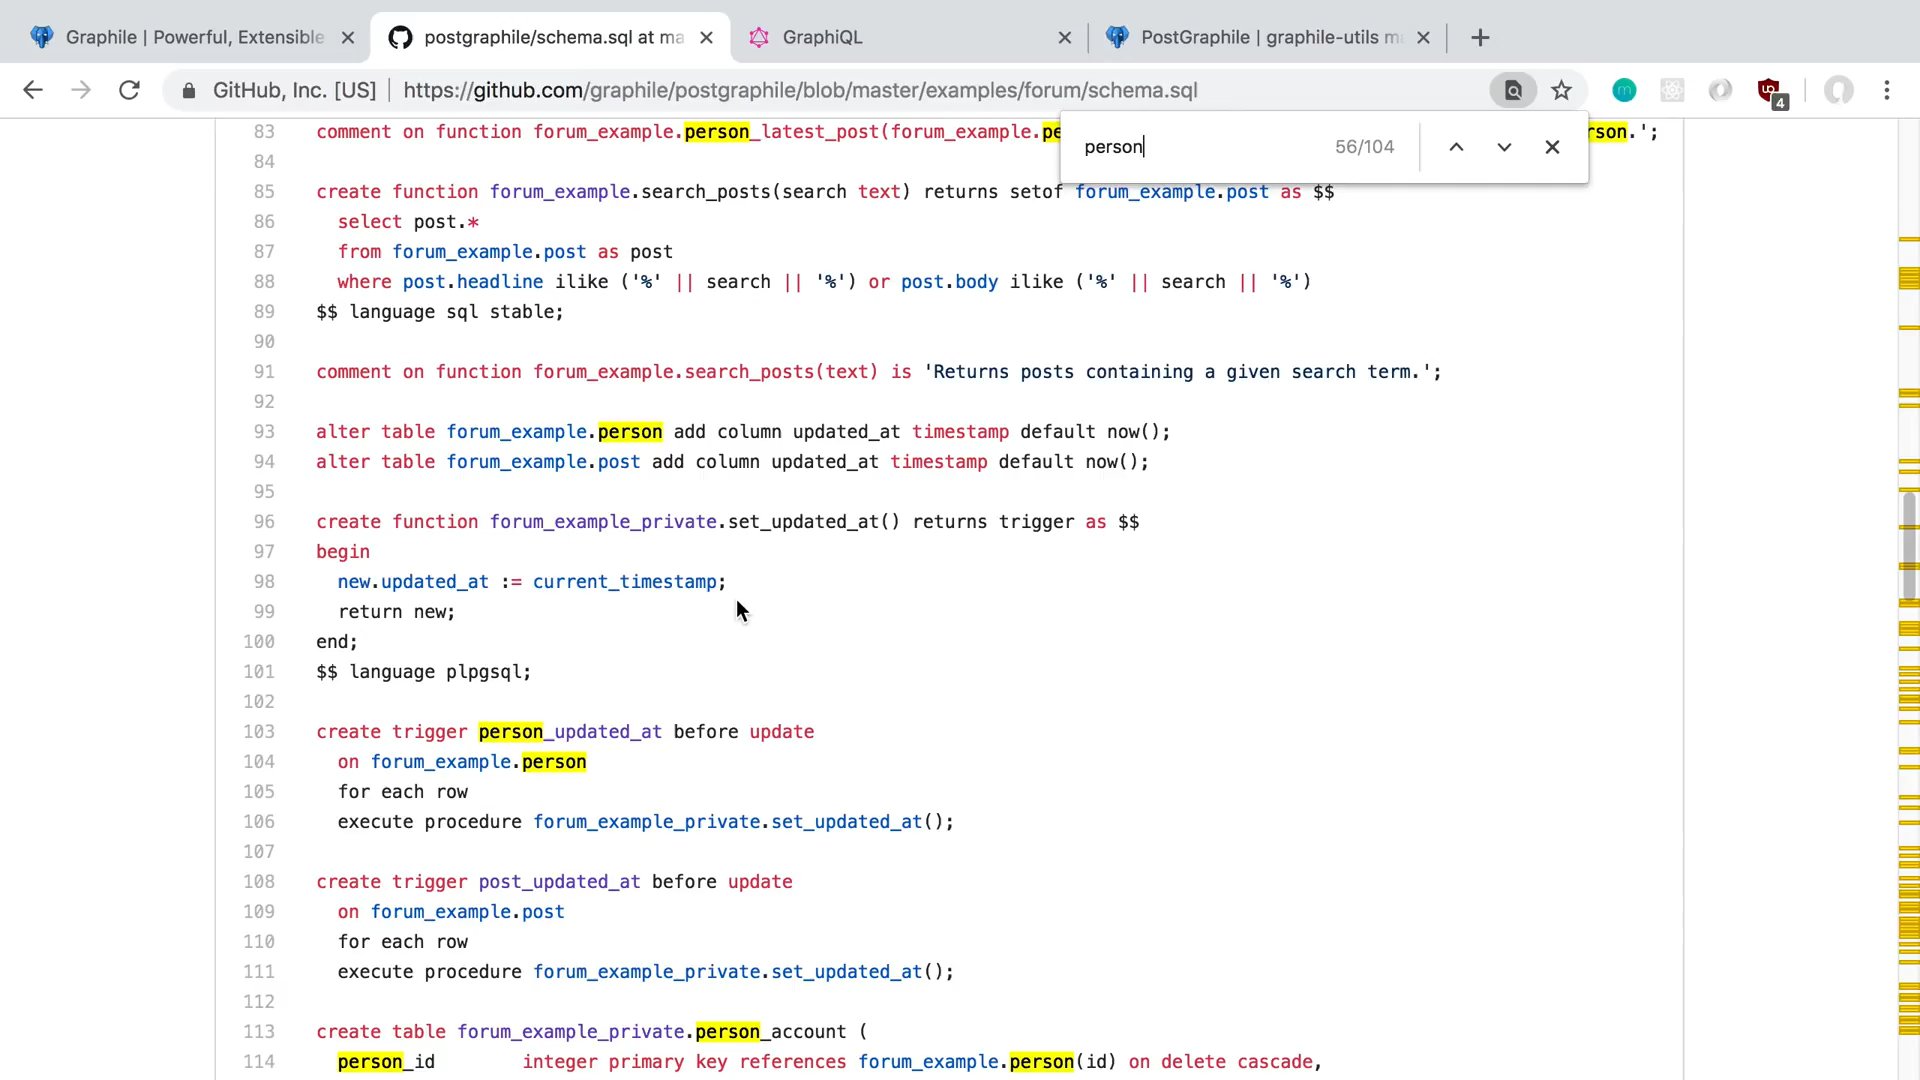 Graphile | Powerful, Extensible
postgraphile/schema.sql at ma
GraphiQL
PostGraphile | graphile-utils m
GitHub, Inc. [US]
https://github.com/graphile/postgraphile/blob/master/examples/forum/schema.sql
4
person
56/104
83 comment on function forum_example.person_latest_post(forum_example.pe rson.';
84
85 create function forum_example.search_posts(search text) returns setof forum_example.post as $$
86 select post.*
87 from forum_example.post as post
88 where post.headline ilike ('%' || search || '%') or post.body ilike ('%' || search || '%')
89 $$ language sql stable;
90
91 comment on function forum_example.search_posts(text) is 'Returns posts containing a given search term.';
92
93 alter table forum_example.person add column updated_at timestamp default now();
94 alter table forum_example.post add column updated_at timestamp default now();
95
96 create function forum_example_private.set_updated_at() returns trigger as $$
97 begin
98 new.updated_at := current_timestamp;
99 return new;
100 end;
101 $$ language plpgsql;
102
103 create trigger person_updated_at before update
104 on forum_example.person
105 for each row
106 execute procedure forum_example_private.set_updated_at();
107
108 create trigger post_updated_at before update
109 on forum_example.post
110 for each row
111 execute procedure forum_example_private.set_updated_at();
112
113 create table forum_example_private.person_account (
114 person_id integer primary key references forum_example.person(id) on delete cascade,